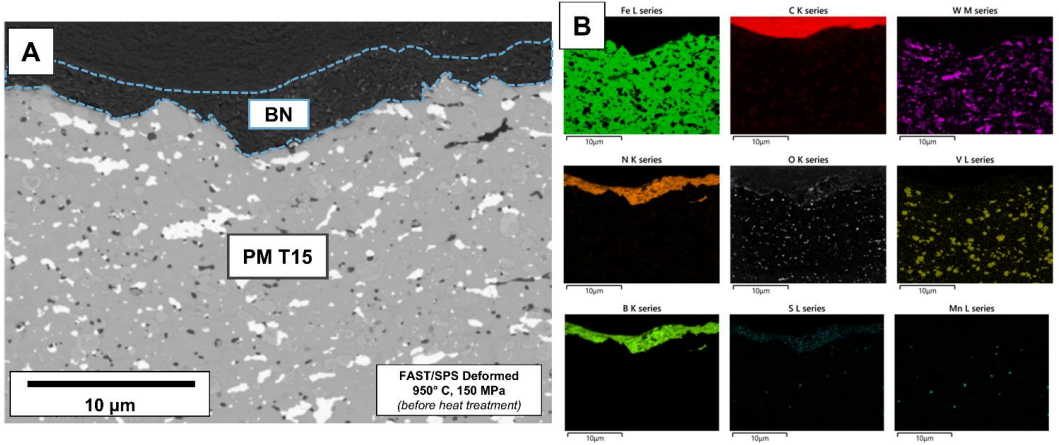 A
BN
PM T15
10 µm
FAST/SPS Deformed
950° C, 150 MPa
(before heat treatment)
B
Fe L series
C K series
W M series
10µm
10µm
10µm
N K series
O K series
V L series
10µm
10µm
10µm
B K series
S L series
Mn L series
10µm
10µm
10µm